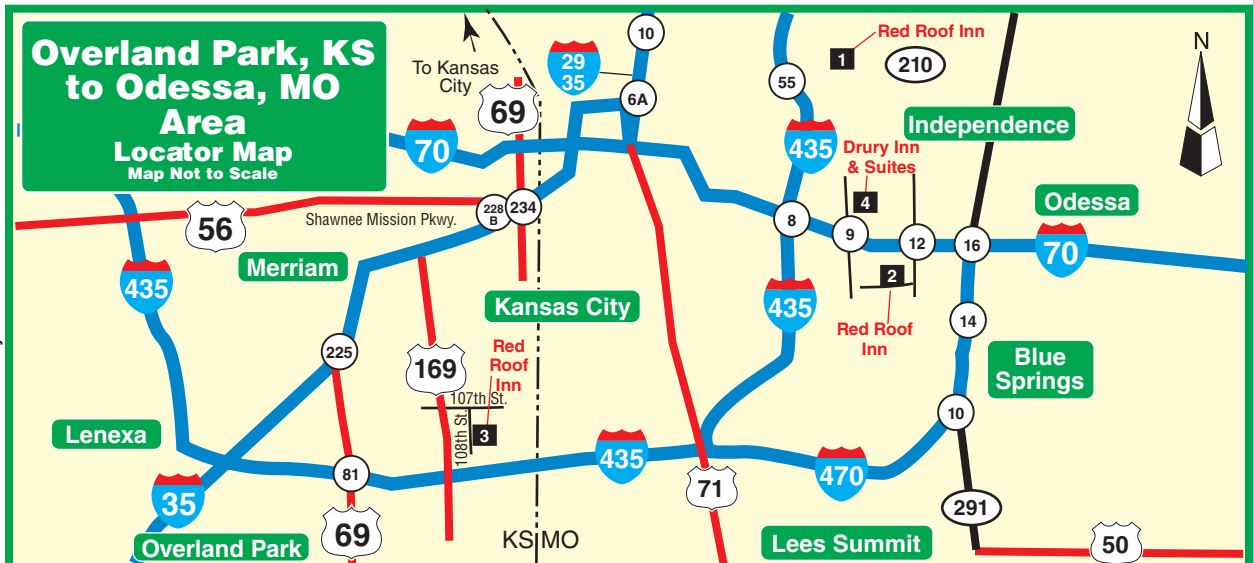 Overland Park, KS
to Odessa, MO
Area
Locator Map
Map Not to Scale
To Kansas
City
69
29
35
10
6A
55
1
Red Roof Inn
210
N
70
435
Independence
Drury Inn
& Suites
4
Odessa
56
Shawnee Mission Pkwy.
228
B
234
8
9
12
16
70
Merriam
435
2
Kansas City
435
Red Roof
Inn
14
225
169
Red
Roof
Inn
Blue
Springs
107th St.
108th St.
3
10
Lenexa
435
470
81
35
71
291
69
Overland Park
KS
MO
Lees Summit
50